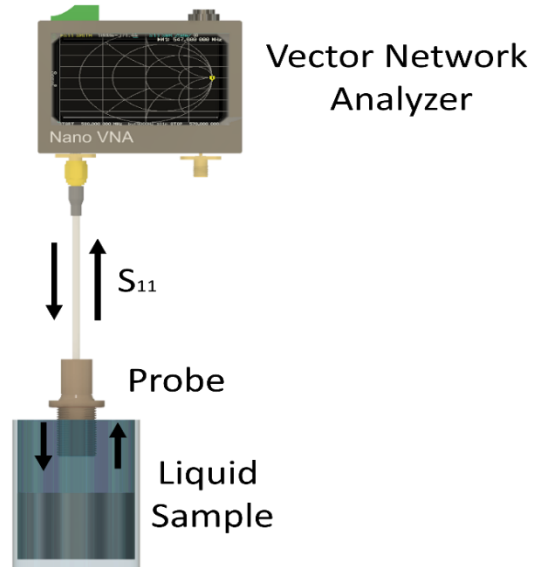 Vector Network
Analyzer
Nano VNA
S₁₁
Probe
Liquid
Sample